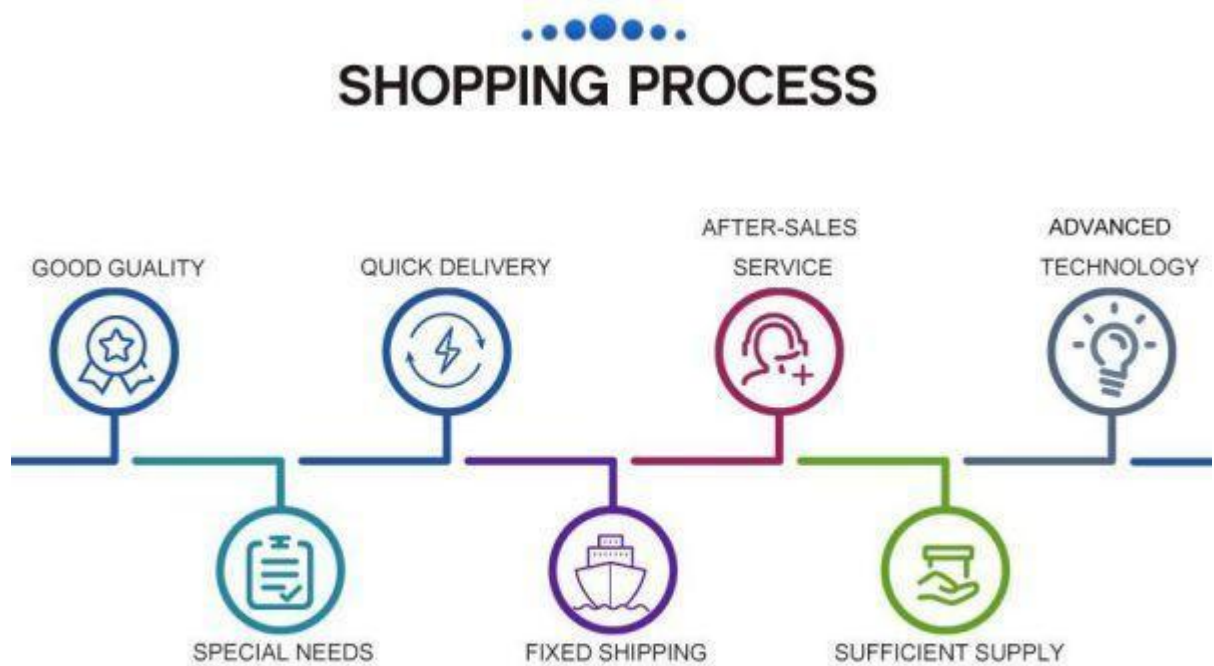 SHOPPING PROCESS
GOOD GUALITY
QUICK DELIVERY
AFTER-SALES
SERVICE
ADVANCED
TECHNOLOGY
SPECIAL NEEDS
FIXED SHIPPING
SUFFICIENT SUPPLY